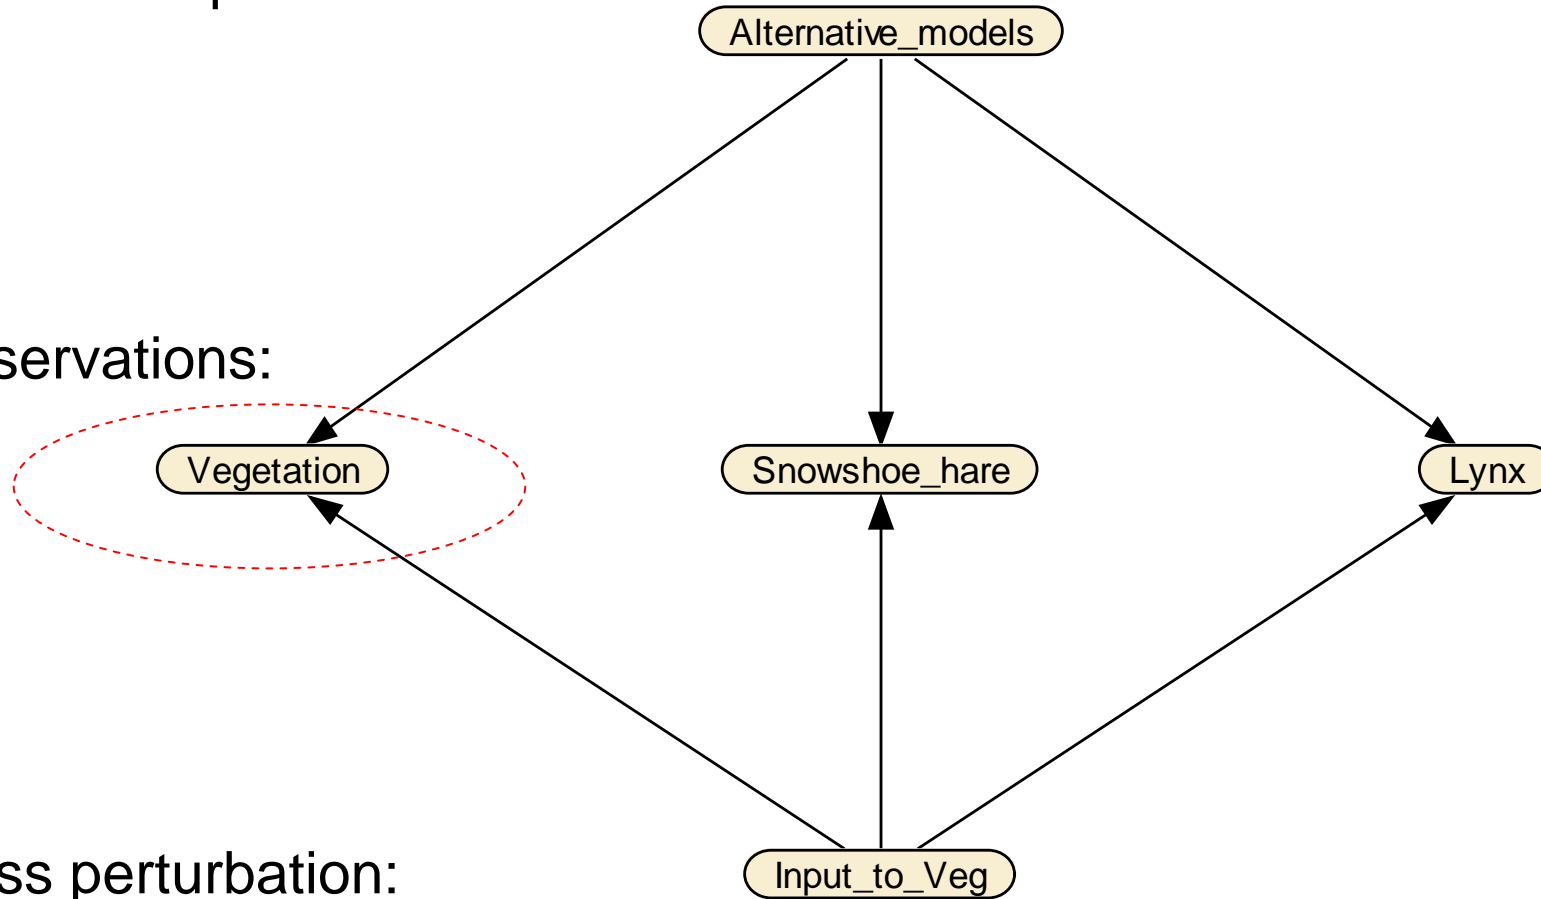 Alternative_models
servations:
Vegetation
Snowshoe_hare
Lynx
ss perturbation:
Input_to_Veg